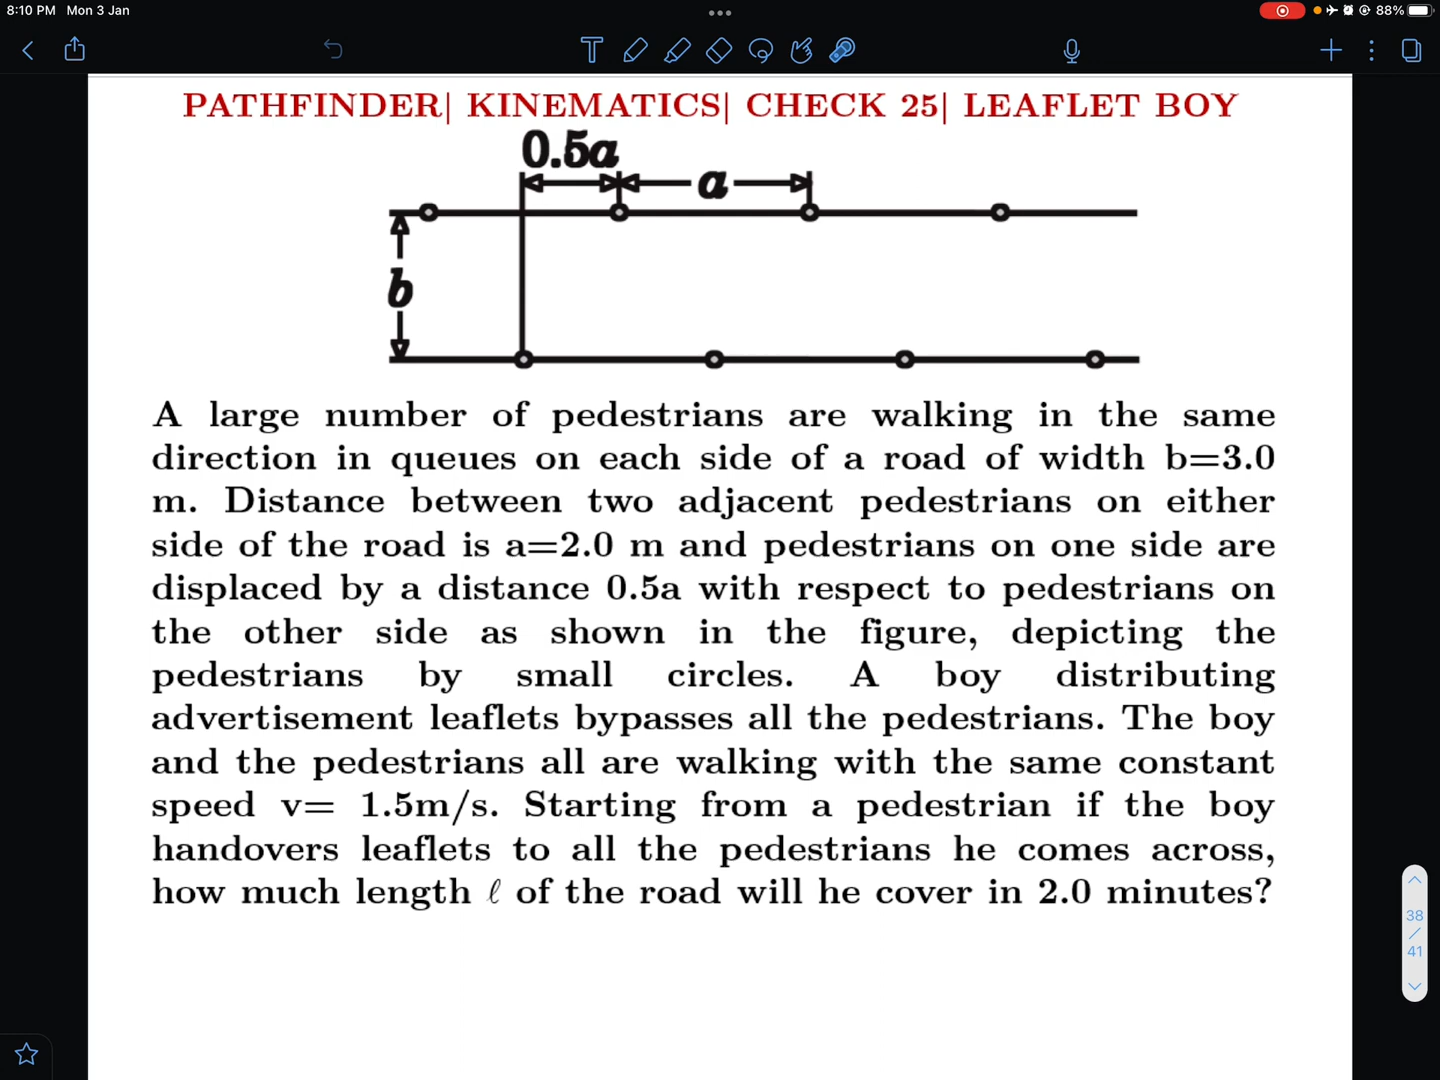 8:10 PM Mon 3 Jan
88%
PATHFINDER| KINEMATICS| CHECK 25| LEAFLET BOY
0.5a
a
b
A large number of pedestrians are walking in the same
direction in queues on each side of a road of width b=3.0
m. Distance between two adjacent pedestrians on either
side of the road is a=2.0 m and pedestrians on one side are
displaced by a distance 0.5a with respect to pedestrians on
the other side as shown in the figure, depicting the
pedestrians by small circles. A boy distributing
advertisement leaflets bypasses all the pedestrians. The boy
and the pedestrians all are walking with the same constant
speed v= 1.5m/s. Starting from a pedestrian if the boy
handovers leaflets to all the pedestrians he comes across,
how much length ℓ of the road will he cover in 2.0 minutes?
38
/
41